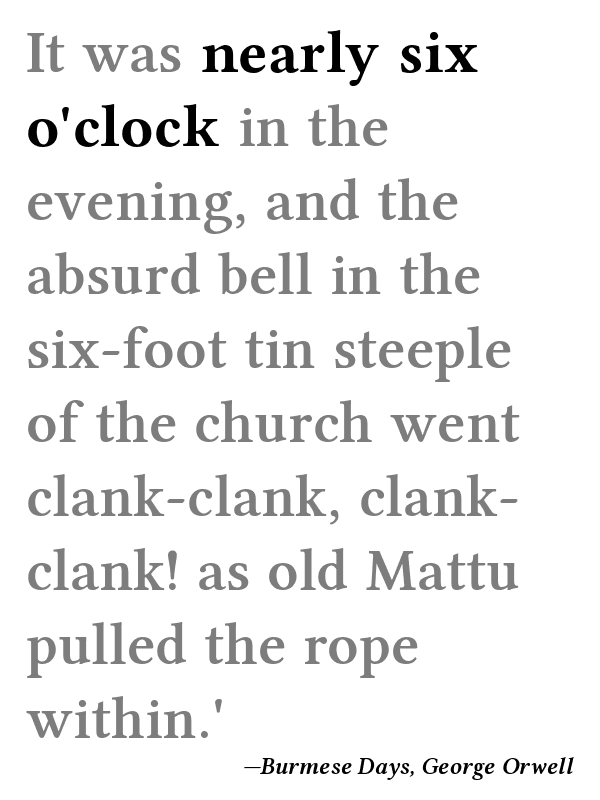 It was nearly six
o'clock in the
evening, and the
absurd bell in the
six-foot tin steeple
of the church went
clank-clank, clank-
clank! as old Mattu
pulled the rope
within.'
—Burmese Days, George Orwell